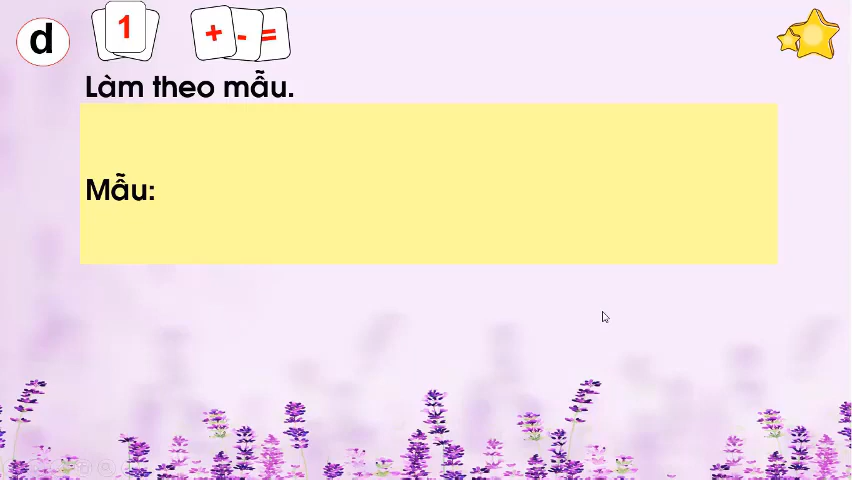 d 1 + - =
Làm theo mẫu.
Mẫu: